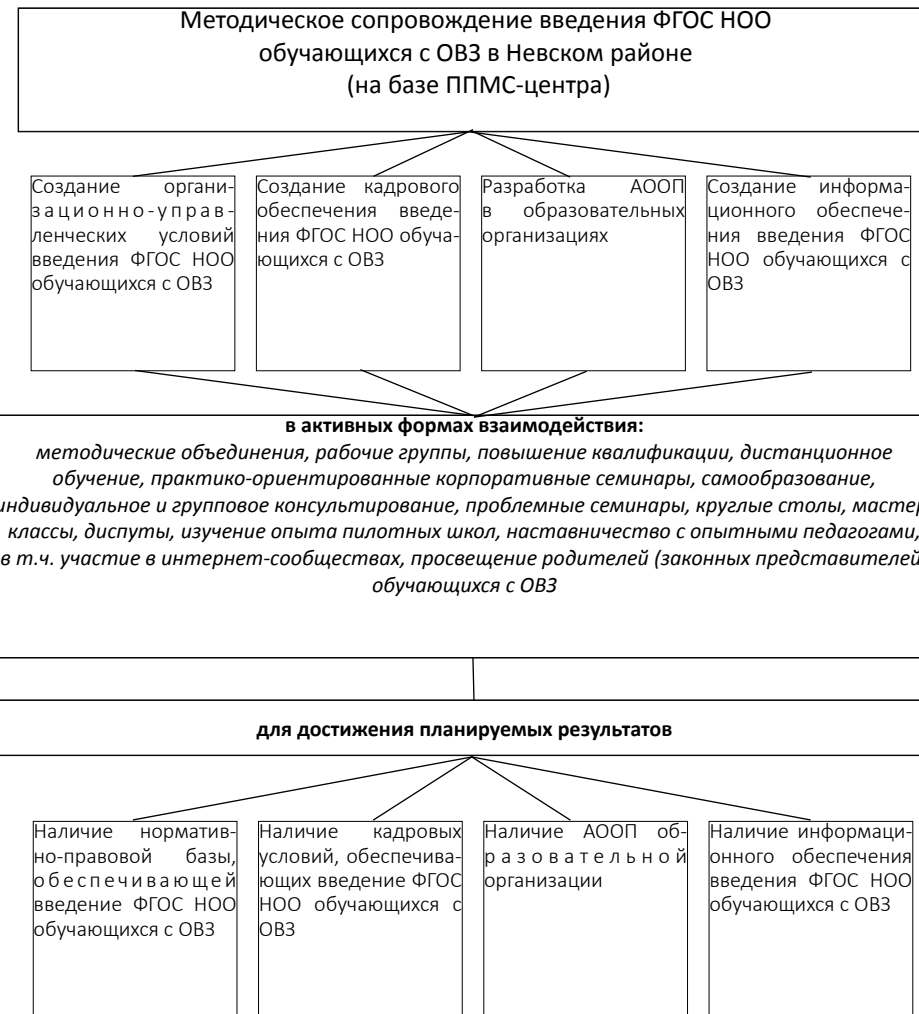 Методическое сопровождение введения ФГОС НОО
обучающихся с ОВЗ в Невском районе
(на базе ППМС-центра)
Создание органи-
зационно-управ-
ленческих условий
введения ФГОС НОО
обучающихся с ОВЗ
Создание кадрового
обеспечения введе-
ния ФГОС НОО обуча-
ющихся с ОВЗ
Разработка АООП
в образовательных
организациях
Создание информа-
ционного обеспече-
ния введения ФГОС
НОО обучающихся с
ОВЗ
в активных формах взаимодействия:
методические объединения, рабочие группы, повышение квалификации, дистанционное
обучение, практико-ориентированные корпоративные семинары, самообразование,
индивидуальное и групповое консультирование, проблемные семинары, круглые столы, мастер
классы, диспуты, изучение опыта пилотных школ, наставничество с опытными педагогами,
в т.ч. участие в интернет-сообществах, просвещение родителей (законных представителей
обучающихся с ОВЗ
для достижения планируемых результатов
Наличие норматив-
но-правовой базы,
обеспечивающей
введение ФГОС НОО
обучающихся с ОВЗ
Наличие кадровых
условий, обеспечива-
ющих введение ФГОС
НОО обучающихся с
ОВЗ
Наличие АООП об-
разовательной
организации
Наличие информаци-
онного обеспечения
введения ФГОС НОО
обучающихся с ОВЗ